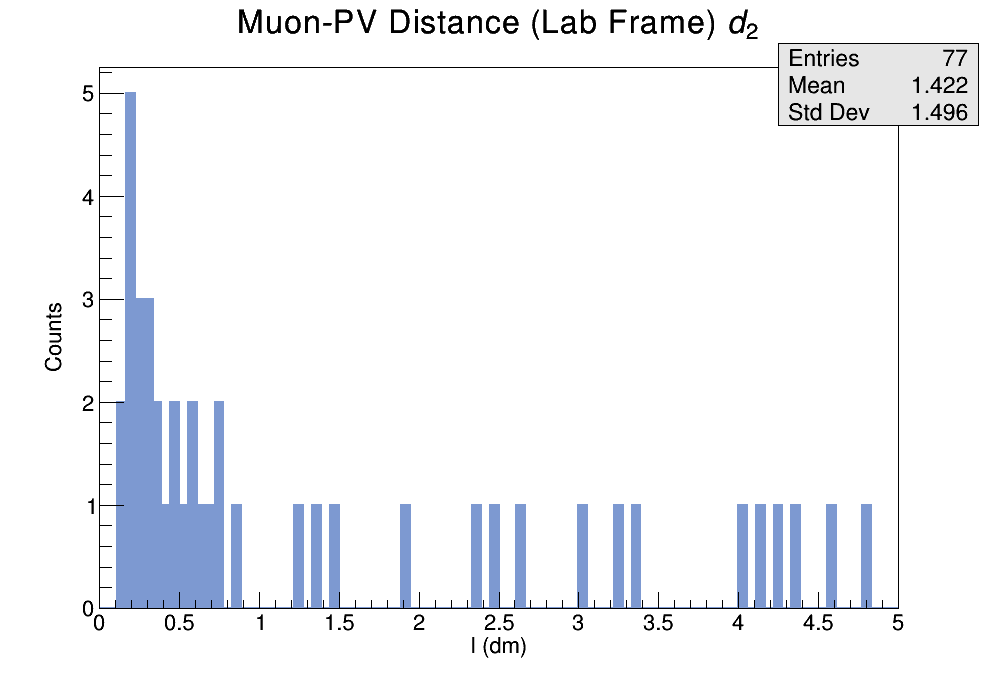 Muon-PV Distance (Lab Frame) d₂
Entries 77
Mean 1.422
Std Dev 1.496
5
4
3
2
1
0
Counts
0 0.5 1 1.5 2 2.5 3 3.5 4 4.5 5
l (dm)